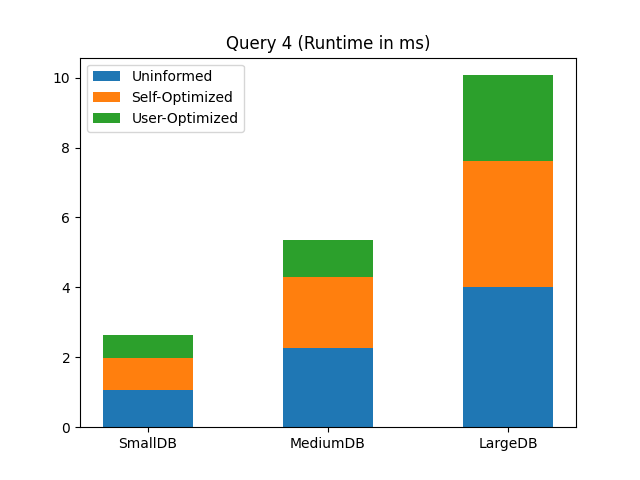 Query 4 (Runtime in ms)
Uninformed
Self-Optimized
User-Optimized
10
8
6
4
2
0
SmallDB
MediumDB
LargeDB